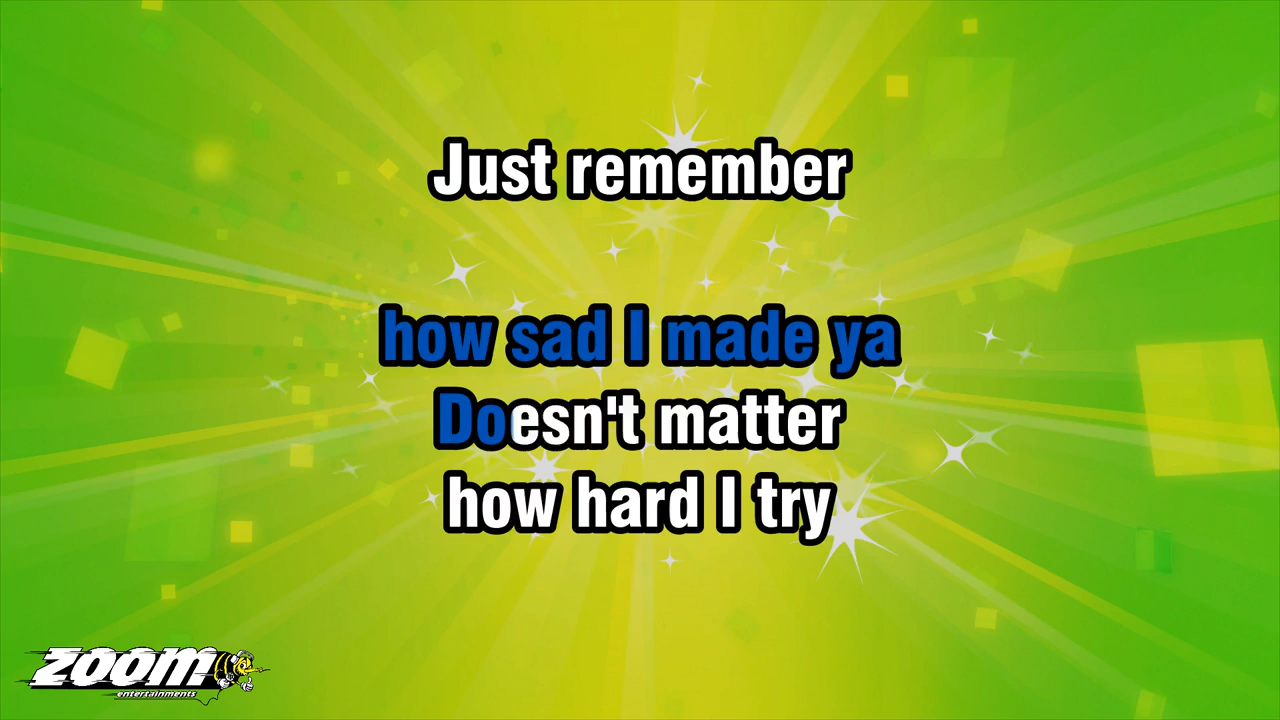 Just remember
how sad I made ya
Doesn't matter
how hard I try
ZOOM
entertainments